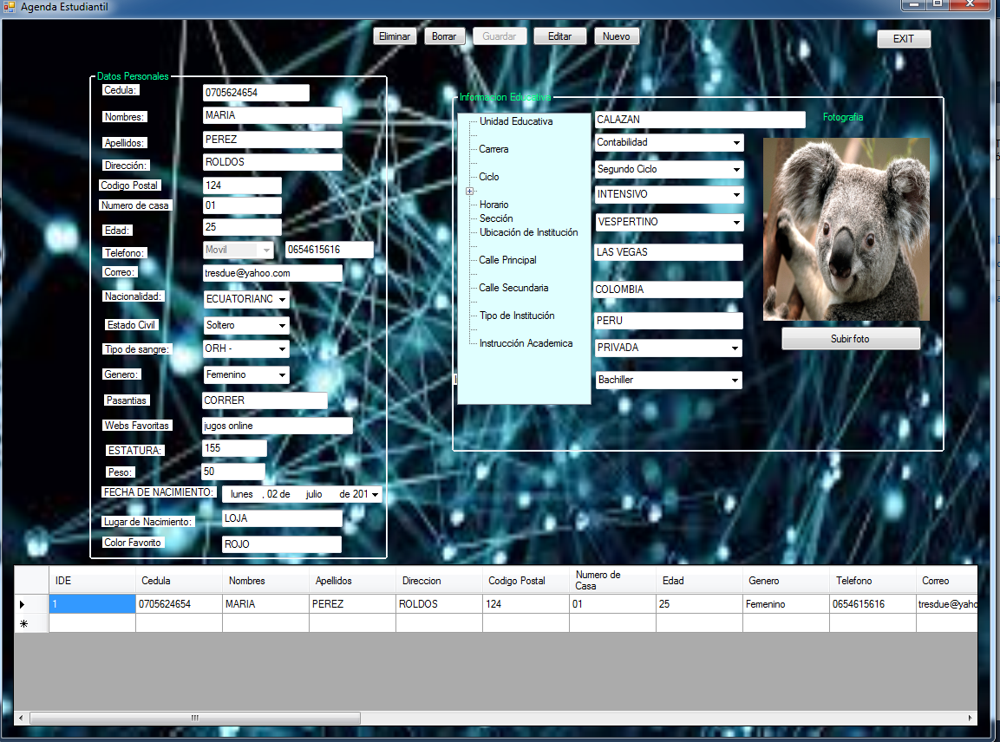 Agenda Estudiantil
Eliminar Borrar Guardar Editar Nuevo EXIT
Datos Personales
Cedula: 0705624654
Nombres: MARIA
Apellidos: PEREZ
Dirección: ROLDOS
Codigo Postal 124
Numero de casa 01
Edad: 25
Telefono: Movil 0654615616
Correo: tresdue@yahoo.com
Nacionalidad: ECUATORIANO
Estado Civil Soltero
Tipo de sangre: ORH -
Genero: Femenino
Pasantias CORRER
Webs Favoritas jugos online
ESTATURA: 155
Peso: 50
FECHA DE NACIMIENTO: lunes , 02 de julio de 201
Lugar de Nacimiento: LOJA
Color Favorito ROJO
Informacion Educativa
Unidad Educativa CALAZAN
Carrera Contabilidad
Ciclo Segundo Ciclo
Horario INTENSIVO
Sección VESPERTINO
Ubicación de Institución LAS VEGAS
Calle Principal COLOMBIA
Calle Secundaria PERU
Tipo de Institución PRIVADA
Instrucción Academica Bachiller
Fotografia
Subir foto
IDE Cedula Nombres Apellidos Direccion Codigo Postal Numero de Casa Edad Genero Telefono Correo
1 0705624654 MARIA PEREZ ROLDOS 124 01 25 Femenino 0654615616 tresdue@yaho